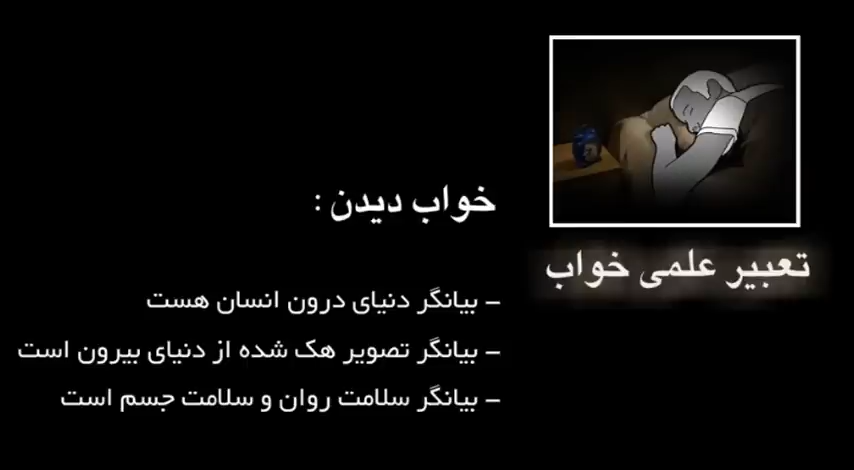 تعبیر علمی خواب
خواب دیدن :
- بیانگر دنیای درون انسان هست
- بیانگر تصویر هک شده از دنیای بیرون است
- بیانگر سلامت روان و سلامت جسم است